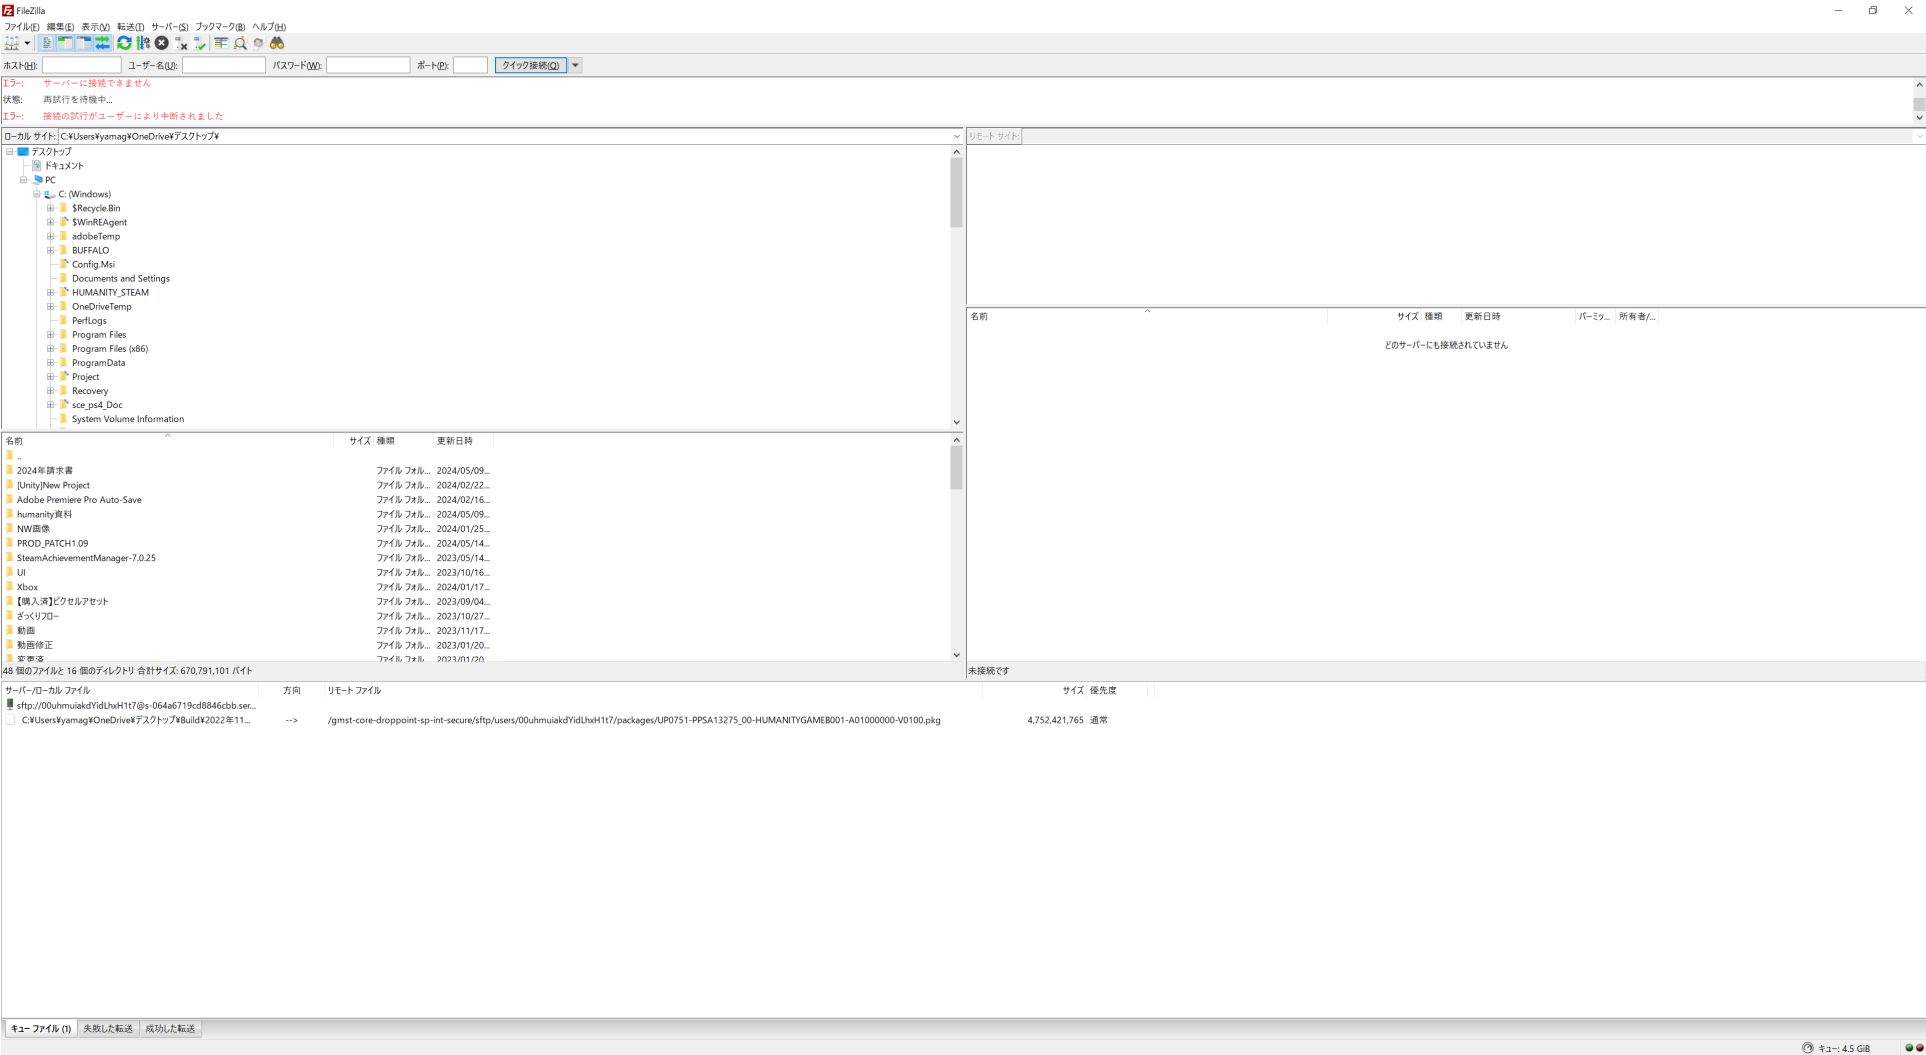 FileZilla
ファイル(F) 編集(E) 表示(V) 転送(T) サーバー(S) ブックマーク(B) ヘルプ(H)
ホスト(H): ユーザー名(U): パスワード(W): ポート(P): クイック接続(Q)
エラー: サーバーに接続できません
状態: 再試行を待機中...
エラー: 接続の試行がユーザーにより中断されました
ローカル サイト: C:¥Users¥yamag¥OneDrive¥デスクトップ¥
リモート サイト:
デスクトップ
ドキュメント
PC
C: (Windows)
$Recycle.Bin
$WinREAgent
adobeTemp
BUFFALO
Config.Msi
Documents and Settings
HUMANITY_STEAM
OneDriveTemp
PerfLogs
Program Files
Program Files (x86)
ProgramData
Project
Recovery
sce_ps4_Doc
System Volume Information
名前 サイズ 種類 更新日時
..
2024年請求書 ファイル フォル... 2024/05/09...
[Unity]New Project ファイル フォル... 2024/02/22...
Adobe Premiere Pro Auto-Save ファイル フォル... 2024/02/16...
humanity資料 ファイル フォル... 2024/05/09...
NW画像 ファイル フォル... 2024/01/25...
PROD_PATCH1.09 ファイル フォル... 2024/05/14...
SteamAchievementManager-7.0.25 ファイル フォル... 2023/05/14...
UI ファイル フォル... 2023/10/16...
Xbox ファイル フォル... 2024/01/17...
【購入済】ピクセルアセット ファイル フォル... 2023/09/04...
ざっくりフロー ファイル フォル... 2023/10/27...
動画 ファイル フォル... 2023/11/17...
動画修正 ファイル フォル... 2023/01/20...
変更済 ファイル フォル... 2023/01/20...
48 個のファイルと 16 個のディレクトリ 合計サイズ: 670,791,101 バイト
名前 サイズ 種類 更新日時 パーミッ... 所有者/...
どのサーバーにも接続されていません
未接続です
サーバー/ローカル ファイル 方向 リモート ファイル サイズ 優先度
sftp://00uhmuiakdYidLhxH1t7@s-064a6719cd8846cbb.ser...
C:¥Users¥yamag¥OneDrive¥デスクトップ¥Build¥2022年11... --> /gmst-core-droppoint-sp-int-secure/sftp/users/00uhmuiakdYidLhxH1t7/packages/UP0751-PPSA13275_00-HUMANITYGAMEB001-A01000000-V0100.pkg 4,752,421,765 通常
キュー ファイル (1) 失敗した転送 成功した転送
キュー: 4.5 GiB